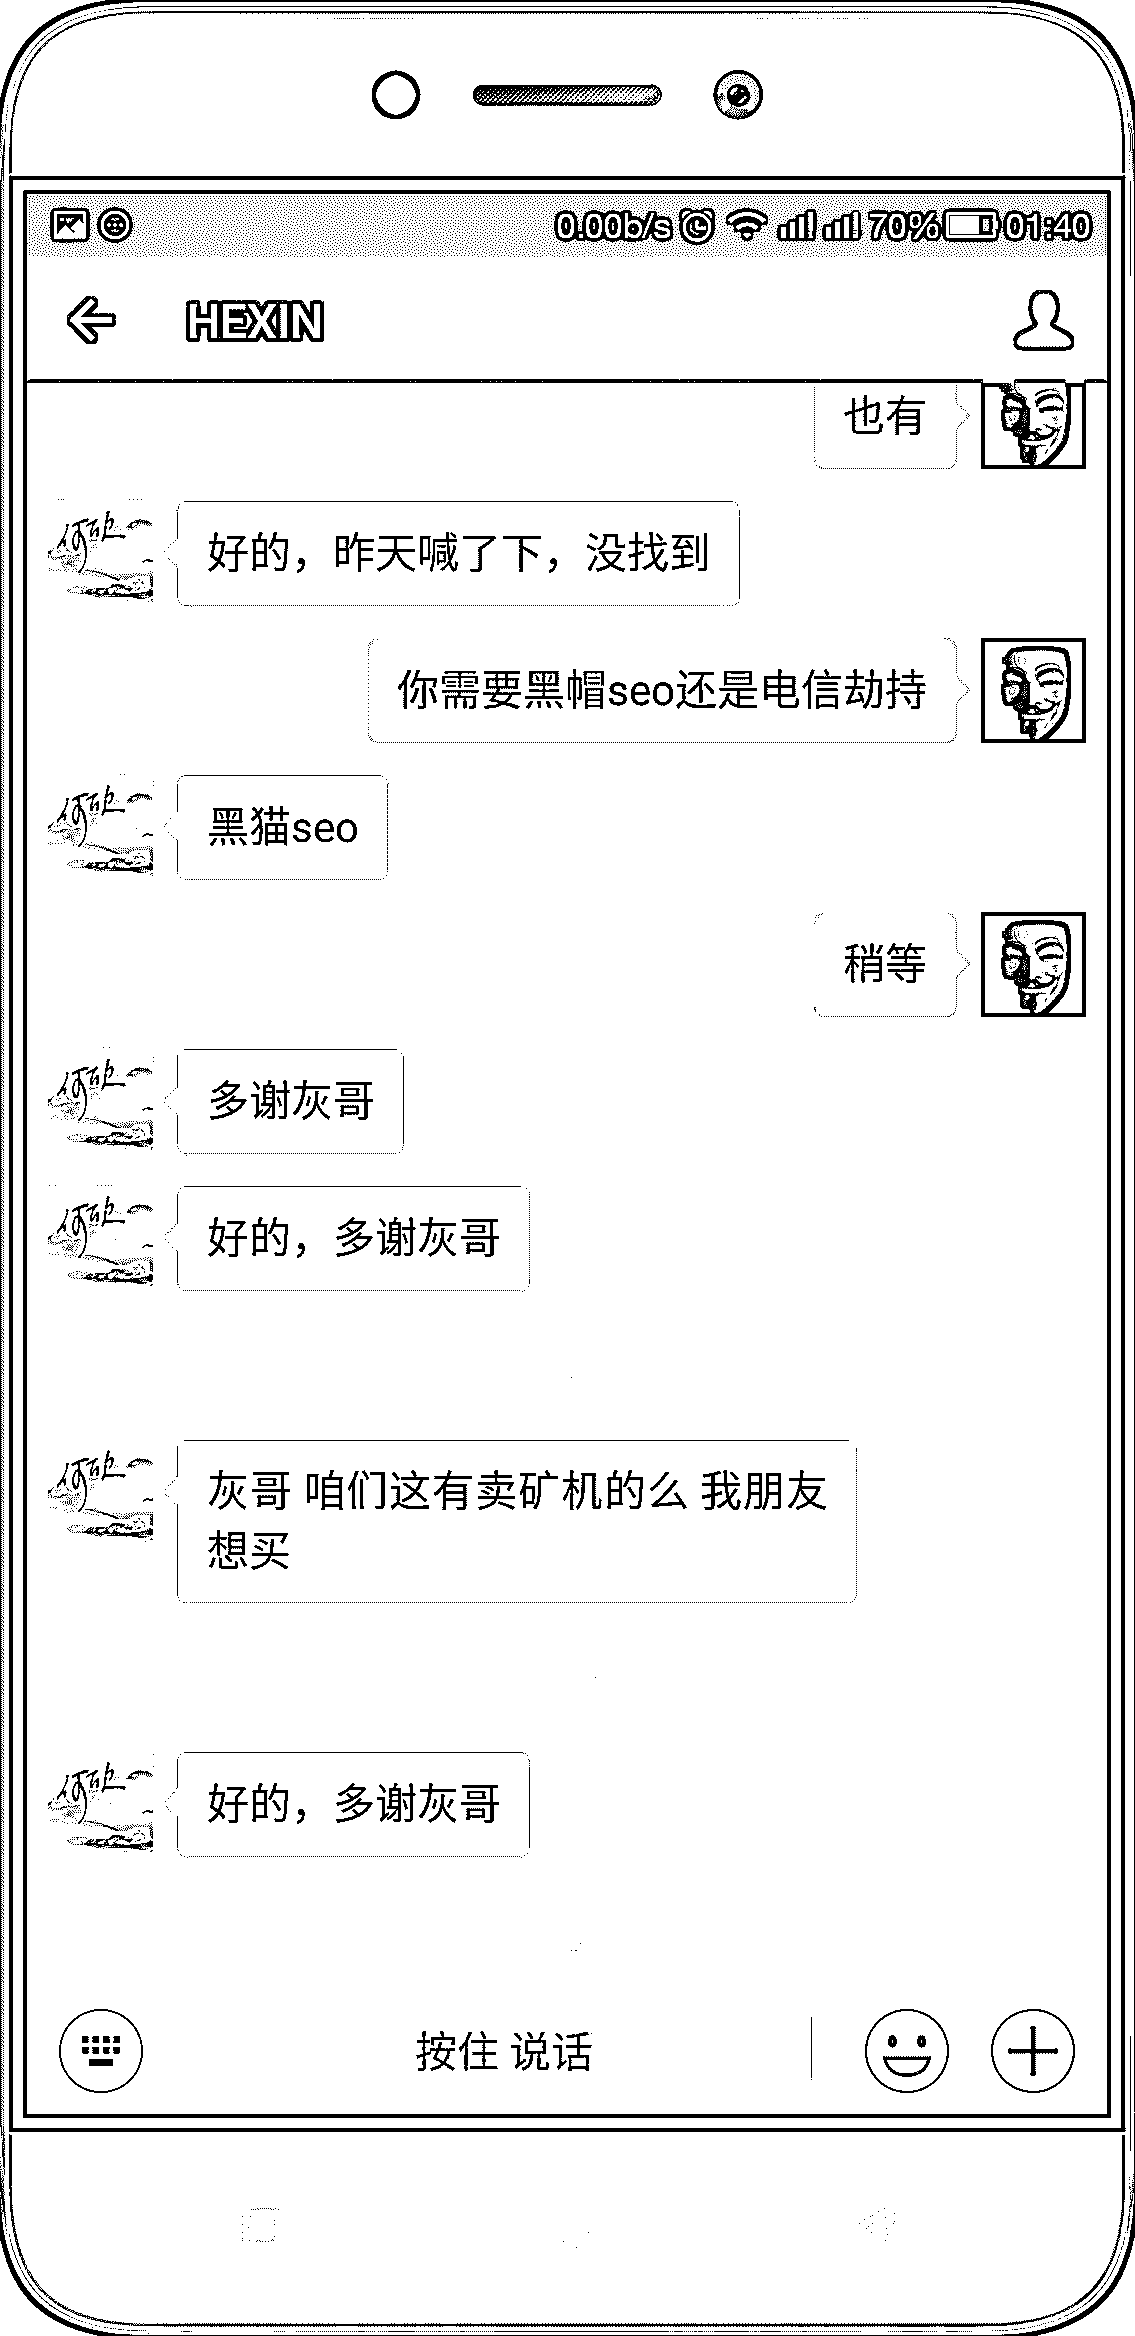 0.00b/s 70% 01:40
HEXIN
也有
好的，昨天喊了下，没找到
你需要黑帽seo还是电信劫持
黑猫seo
稍等
多谢灰哥
好的，多谢灰哥
灰哥 咱们这有卖矿机的么 我朋友
想买
好的，多谢灰哥
按住 说话